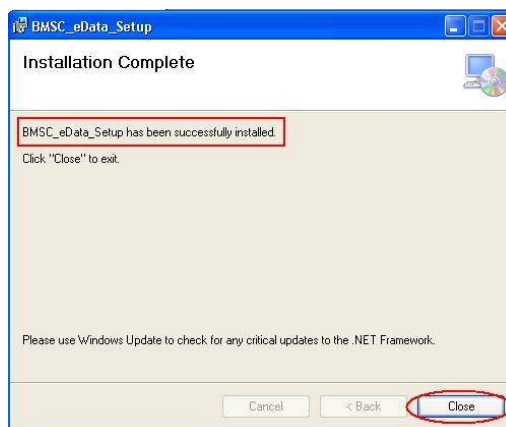 BMSC_eData_Setup
Installation Complete
BMSC_eData_Setup has been successfully installed.
Click "Close" to exit.
Please use Windows Update to check for any critical updates to the .NET Framework.
Cancel
< Back
Close